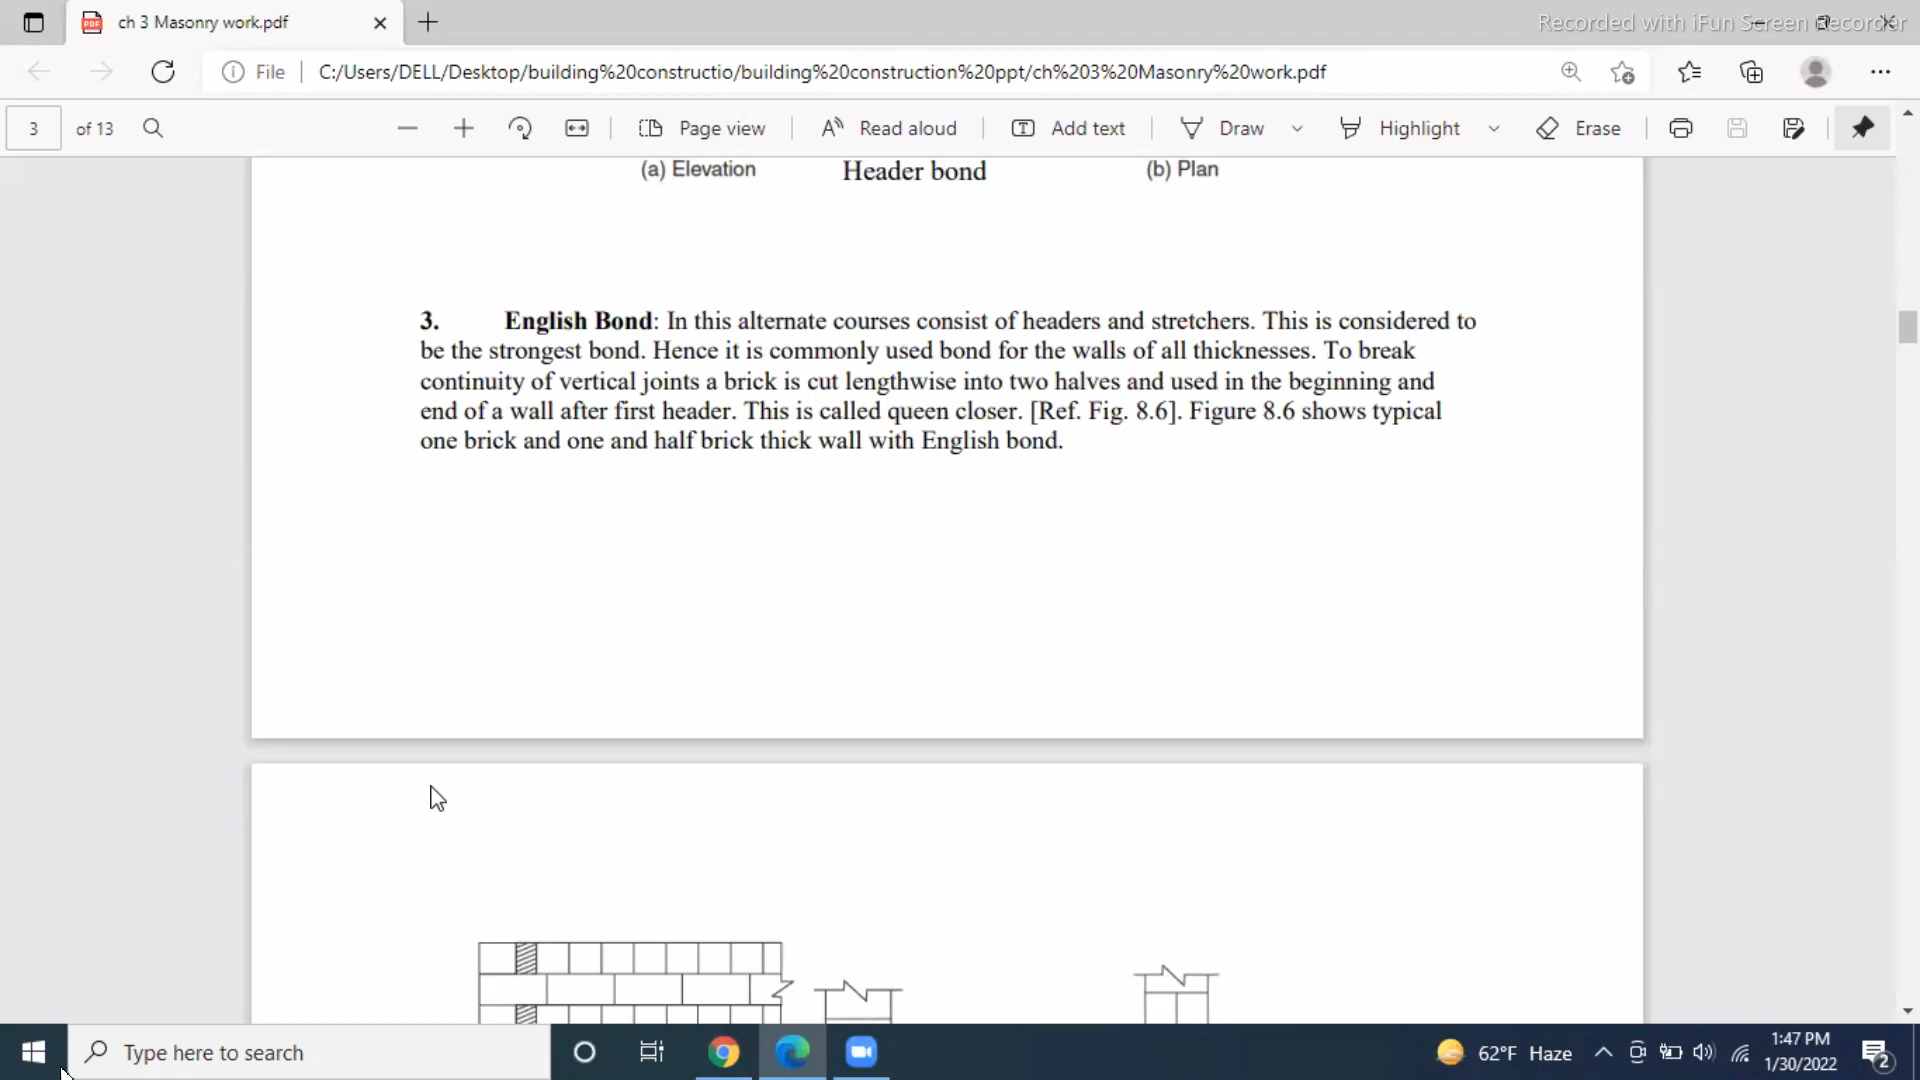 ch 3 Masonry work.pdf
Recorded with iFun Screen Recorder
File
C:/Users/DELL/Desktop/building%20constructio/building%20construction%20ppt/ch%203%20Masonry%20work.pdf
3 of 13
Page view
Read aloud
Add text
Draw
Highlight
Erase
(a) Elevation Header bond (b) Plan
3. English Bond: In this alternate courses consist of headers and stretchers. This is considered to
be the strongest bond. Hence it is commonly used bond for the walls of all thicknesses. To break
continuity of vertical joints a brick is cut lengthwise into two halves and used in the beginning and
end of a wall after first header. This is called queen closer. [Ref. Fig. 8.6]. Figure 8.6 shows typical
one brick and one and half brick thick wall with English bond.
Type here to search
62°F Haze
1:47 PM
1/30/2022
2